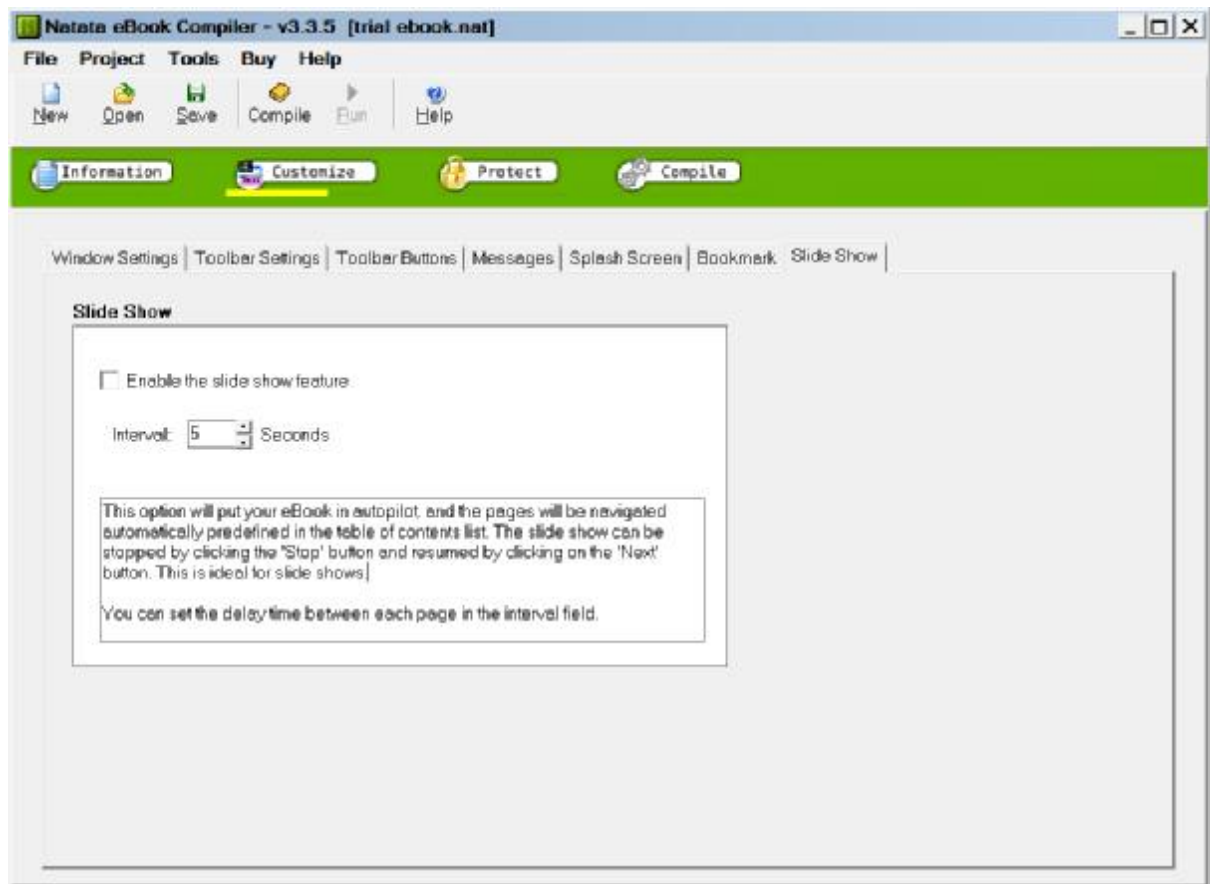 Natata eBook Compiler - v3.3.5 [trial ebook.nat]
File Project Tools Buy Help
New Open Save Compile Run Help
Information Customize Protect Compile
Window Settings Toolbar Settings Toolbar Buttons Messages Splash Screen Bookmark Slide Show
Slide Show
Enable the slide show feature
Interval: 5 Seconds
This option will put your eBook in autopilot, and the pages will be navigated
automatically predefined in the table of contents list. The slide show can be
stopped by clicking the 'Stop' button and resumed by clicking on the 'Next'
button. This is ideal for slide shows.
You can set the delay time between each page in the interval field.